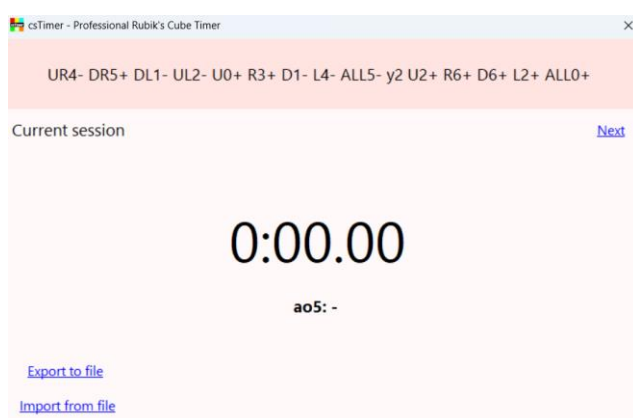 csTimer - Professional Rubik's Cube Timer
UR4- DR5+ DL1- UL2- U0+ R3+ D1- L4- ALL5- y2 U2+ R6+ D6+ L2+ ALL0+
Current session
Next
0:00.00
ao5: -
Export to file
Import from file